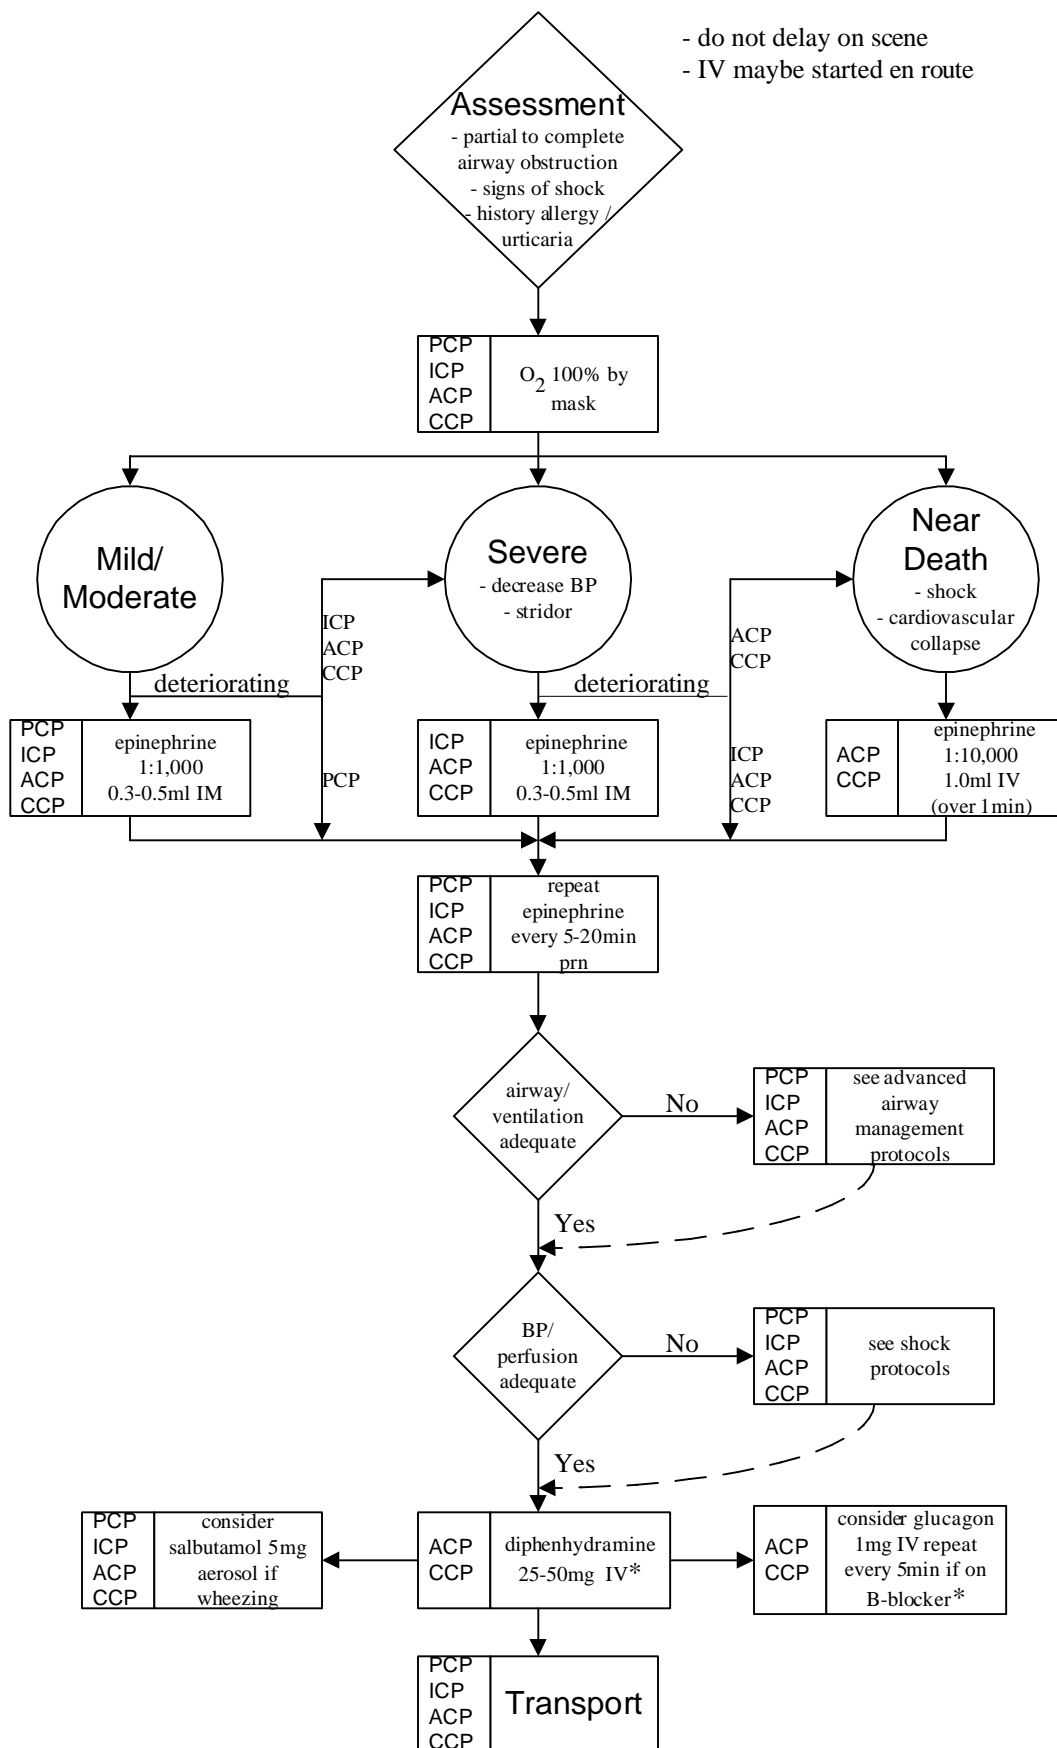 - do not delay on scene
- IV maybe started en route
Assessment
- partial to complete
airway obstruction
- signs of shock
- history allergy /
urticaria
PCP
ICP
ACP
CCP
O2 100% by
mask
Mild/
Moderate
Severe
- decrease BP
- stridor
Near
Death
- shock
- cardiovascular
collapse
ICP
ACP
CCP
deteriorating
PCP
ACP
CCP
deteriorating
ICP
ACP
CCP
PCP
ICP
ACP
CCP
epinephrine
1:1,000
0.3-0.5ml IM
ICP
ACP
CCP
epinephrine
1:1,000
0.3-0.5ml IM
ACP
CCP
epinephrine
1:10,000
1.0ml IV
(over 1min)
PCP
ICP
ACP
CCP
repeat
epinephrine
every 5-20min
prn
airway/
ventilation
adequate
No
PCP
ICP
ACP
CCP
see advanced
airway
management
protocols
Yes
BP/
perfusion
adequate
No
PCP
ICP
ACP
CCP
see shock
protocols
Yes
PCP
ICP
ACP
CCP
consider
salbutamol 5mg
aerosol if
wheezing
ACP
CCP
diphenhydramine
25-50mg IV*
ACP
CCP
consider glucagon
1mg IV repeat
every 5min if on
B-blocker*
PCP
ICP
ACP
CCP
Transport